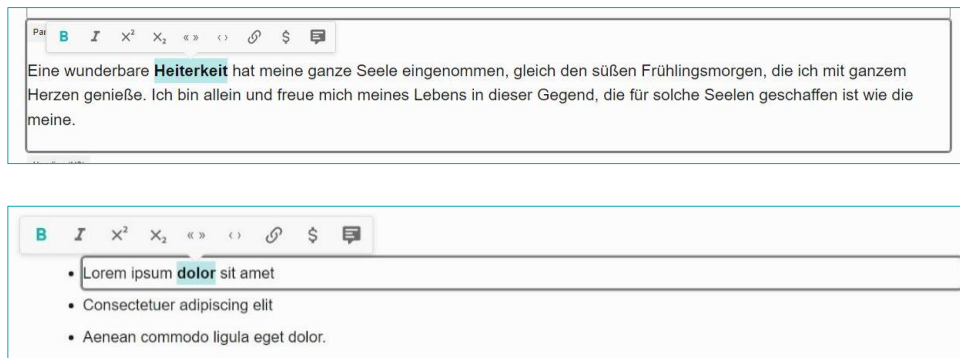 Par
B I X² X₂ « » ‹ › $
Eine wunderbare Heiterkeit hat meine ganze Seele eingenommen, gleich den süßen Frühlingsmorgen, die ich mit ganzem
Herzen genieße. Ich bin allein und freue mich meines Lebens in dieser Gegend, die für solche Seelen geschaffen ist wie die
meine.
B I X² X₂ « » ‹ › $
• Lorem ipsum dolor sit amet
• Consectetuer adipiscing elit
• Aenean commodo ligula eget dolor.